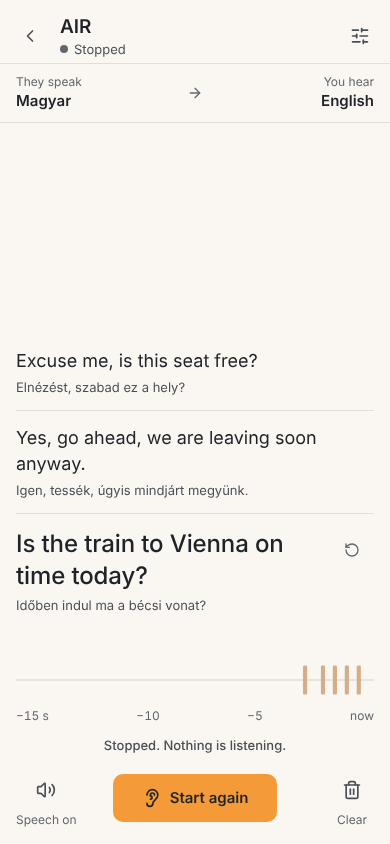 AIR
Stopped
They speak
You hear
Magyar
English
Excuse me, is this seat free?
Elnézést, szabad ez a hely?
Yes, go ahead, we are leaving soon
anyway.
Igen, tessék, úgyis mindjárt megyünk.
Is the train to Vienna on
time today?
Időben indul ma a bécsi vonat?
−15 s
−10
−5
now
Stopped. Nothing is listening.
Start again
Speech on
Clear